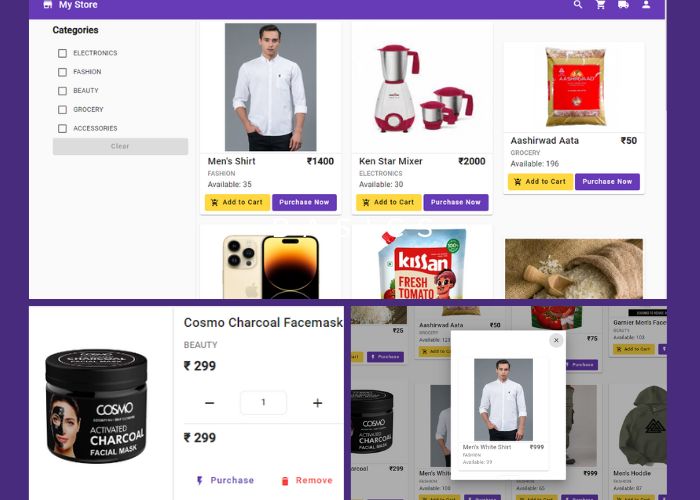 My Store
Categories
ELECTRONICS
FASHION
BEAUTY
GROCERY
ACCESSORIES
Clear
Men's Shirt ₹1400
FASHION
Available: 35
Add to Cart Purchase Now
Ken Star Mixer ₹2000
ELECTRONICS
Available: 30
Add to Cart Purchase Now
AASHIRVAAD
Aashirwad Aata ₹50
GROCERY
Available: 196
Add to Cart Purchase Now
100%
kissan
FRESH
TOMATO
Cosmo Charcoal Facemask
BEAUTY
₹ 299
1
₹ 299
Purchase Remove
COSMO
ACTIVATED
CHARCOAL
FACIAL MASK
₹25
Purchase
Aashirwad Aata ₹50
GROCERY
Add to Cart
₹75
Purchase
Garnier Men's Face
BEAUTY
Available: 103
Add to Cart
Men's White Shirt ₹999
FASHION
Available: 39
₹299
Men's Whi
FASHION
Available: 100
₹999
Men's Hoodie
FASHION
Available: 87